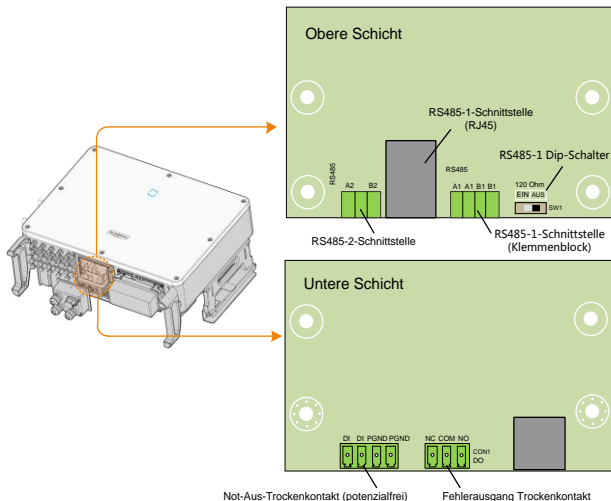 Obere Schicht
RS485-1-Schnittstelle
(RJ45)
RS485
RS485
RS485-1 Dip-Schalter
A2 B2
A1 A1 B1 B1
120 Ohm
EIN AUS
SW1
RS485-2-Schnittstelle
RS485-1-Schnittstelle
(Klemmenblock)
Untere Schicht
DI DI PGND PGND
NC COM NO
CON1
DO
Not-Aus-Trockenkontakt (potenzialfrei)
Fehlerausgang Trockenkontakt